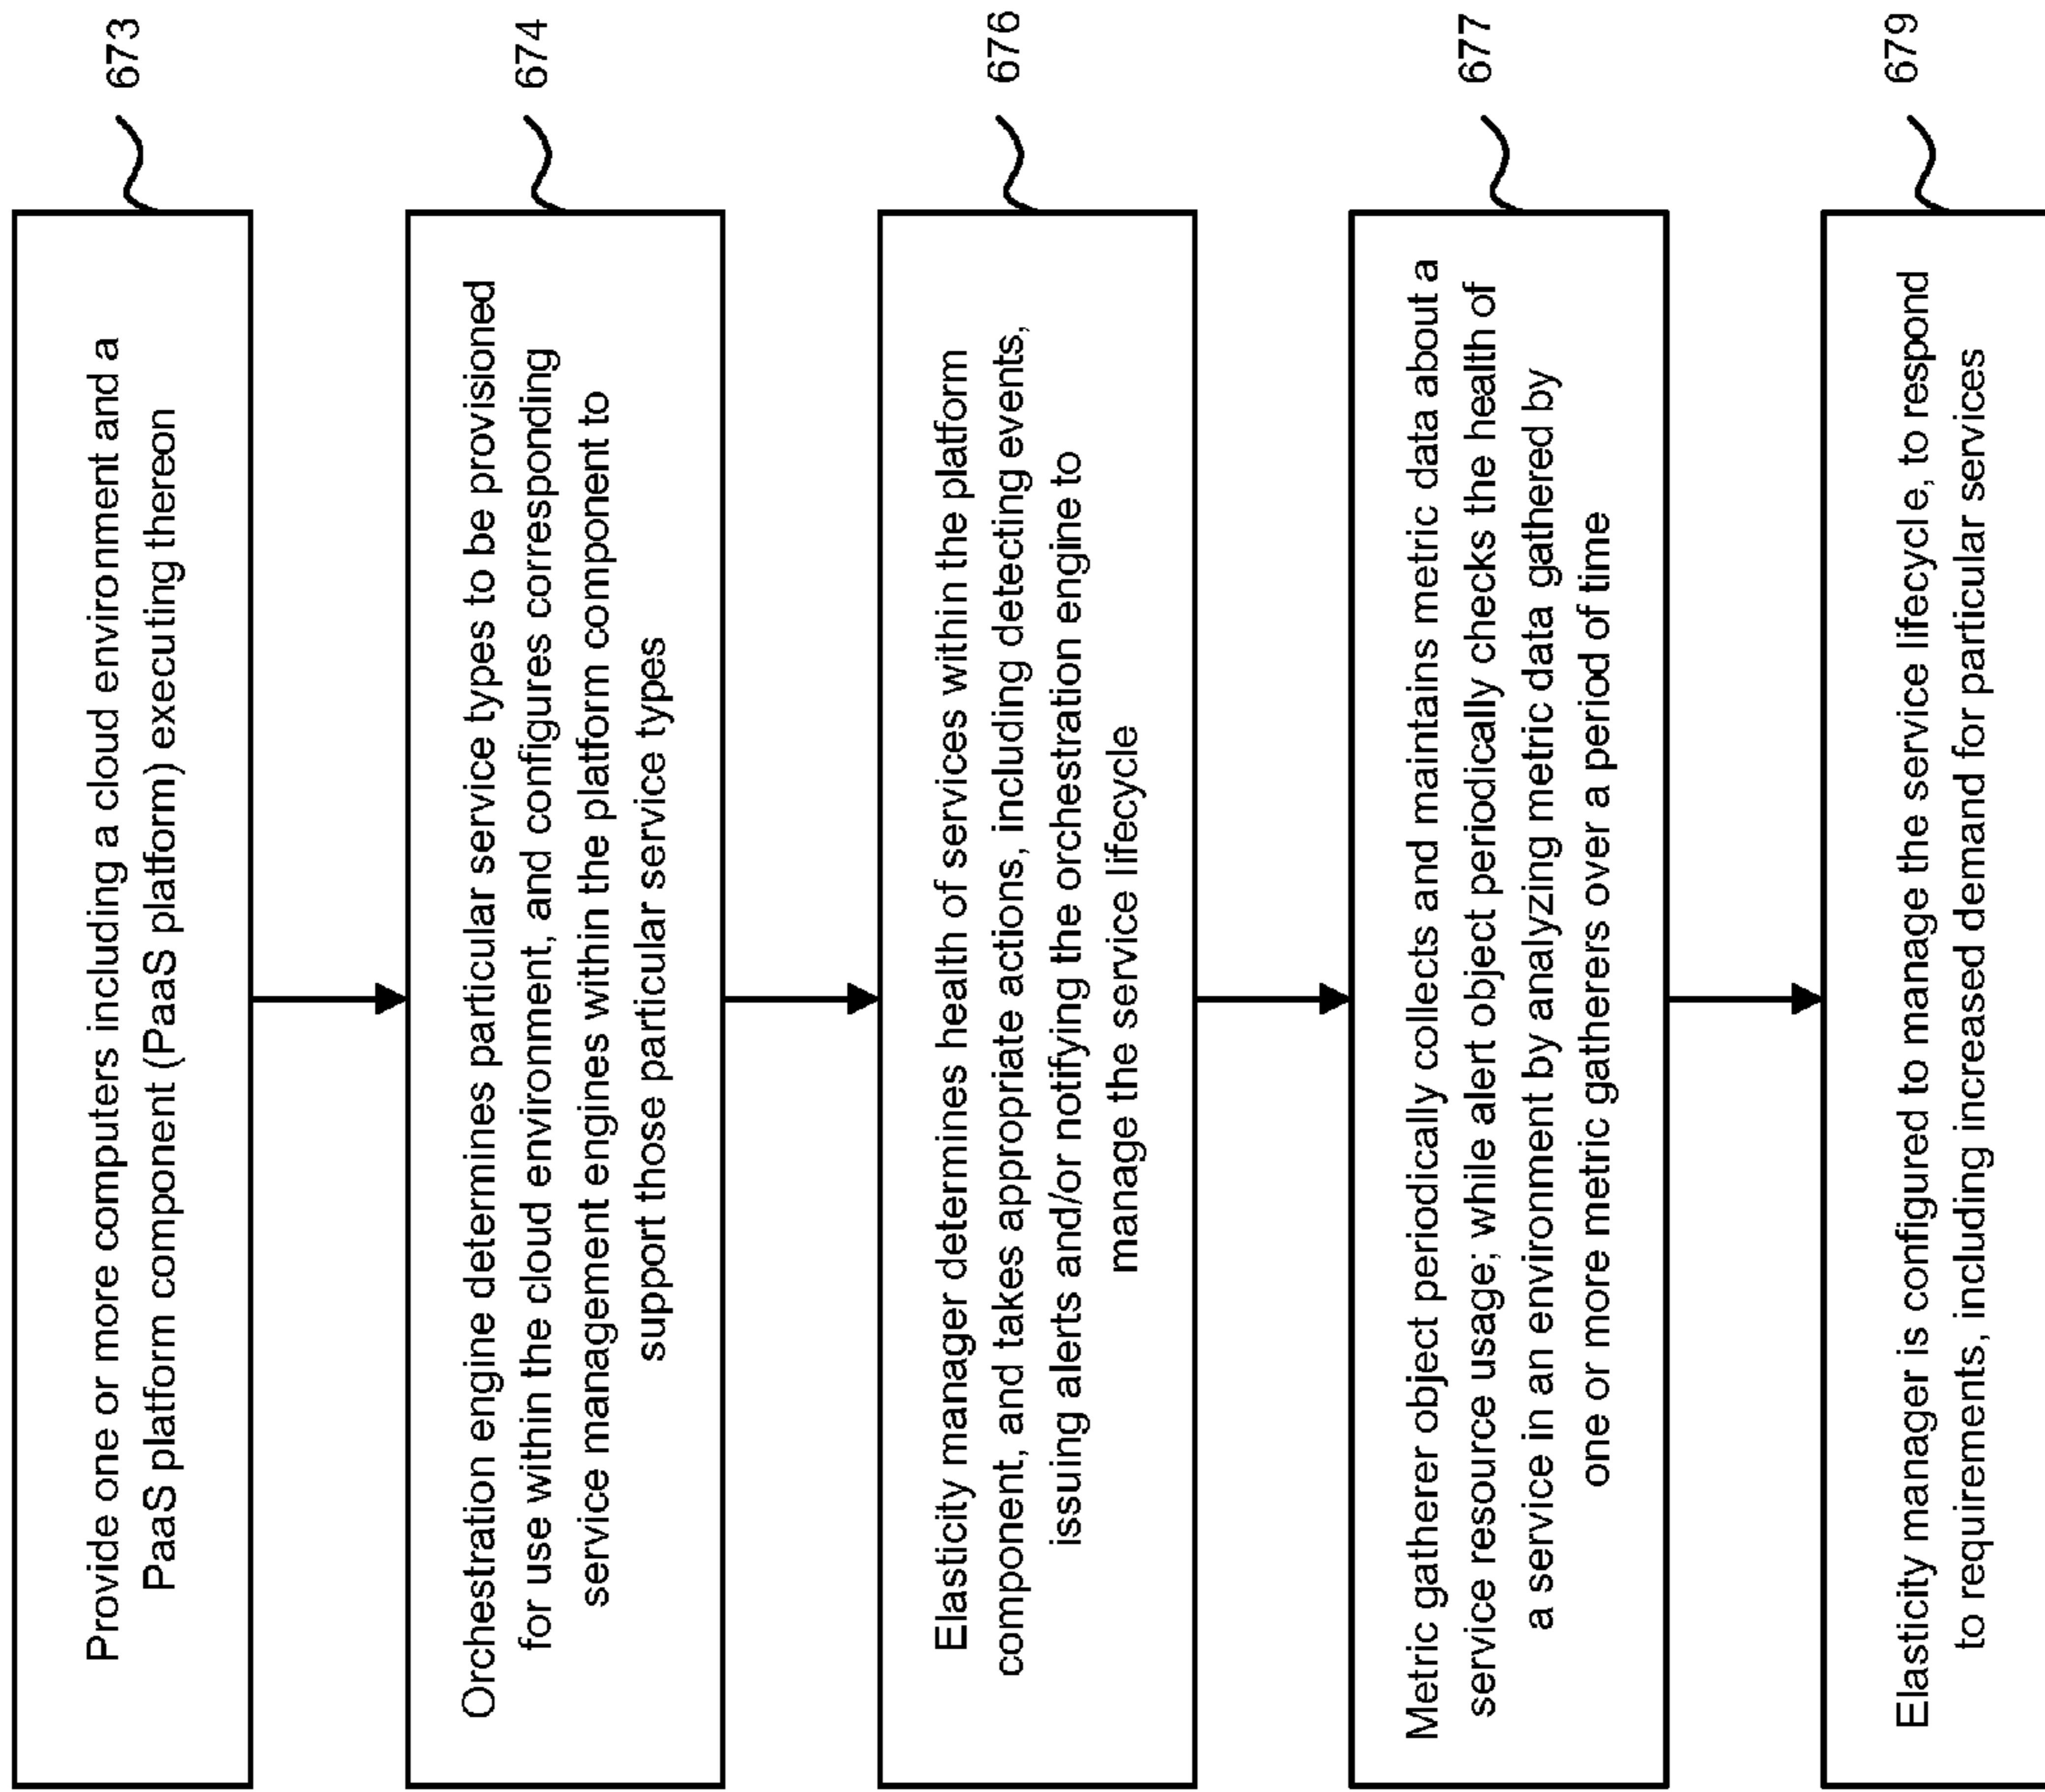 Provide one or more computers including a cloud environment and a
PaaS platform component (PaaS platform) executing thereon
673
Orchestration engine determines particular service types to be provisioned
for use within the cloud environment, and configures corresponding
service management engines within the platform component to
support those particular service types
674
Elasticity manager determines health of services within the platform
component, and takes appropriate actions, including detecting events,
issuing alerts and/or notifying the orchestration engine to
manage the service lifecycle
676
Metric gatherer object periodically collects and maintains metric data about a
service resource usage; while alert object periodically checks the health of
a service in an environment by analyzing metric data gathered by
one or more metric gatherers over a period of time
677
Elasticity manager is configured to manage the service lifecycle, to respond
to requirements, including increased demand for particular services
679